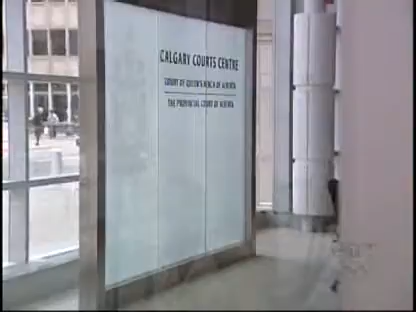 CALGARY COURTS CENTRE
COURT OF QUEEN'S BENCH OF ALBERTA
THE PROVINCIAL COURT OF ALBERTA